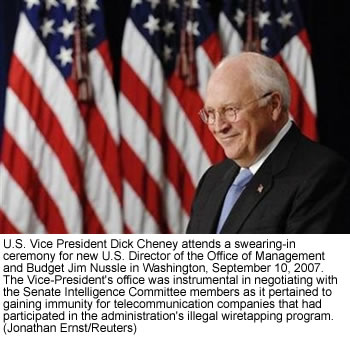 U.S. Vice President Dick Cheney attends a swearing-in
ceremony for new U.S. Director of the Office of Management
and Budget Jim Nussle in Washington, September 10, 2007.
The Vice-President's office was instrumental in negotiating with
the Senate Intelligence Committee members as it pertained to
gaining immunity for telecommunication companies that had
participated in the administration's illegal wiretapping program.
(Jonathan Ernst/Reuters)